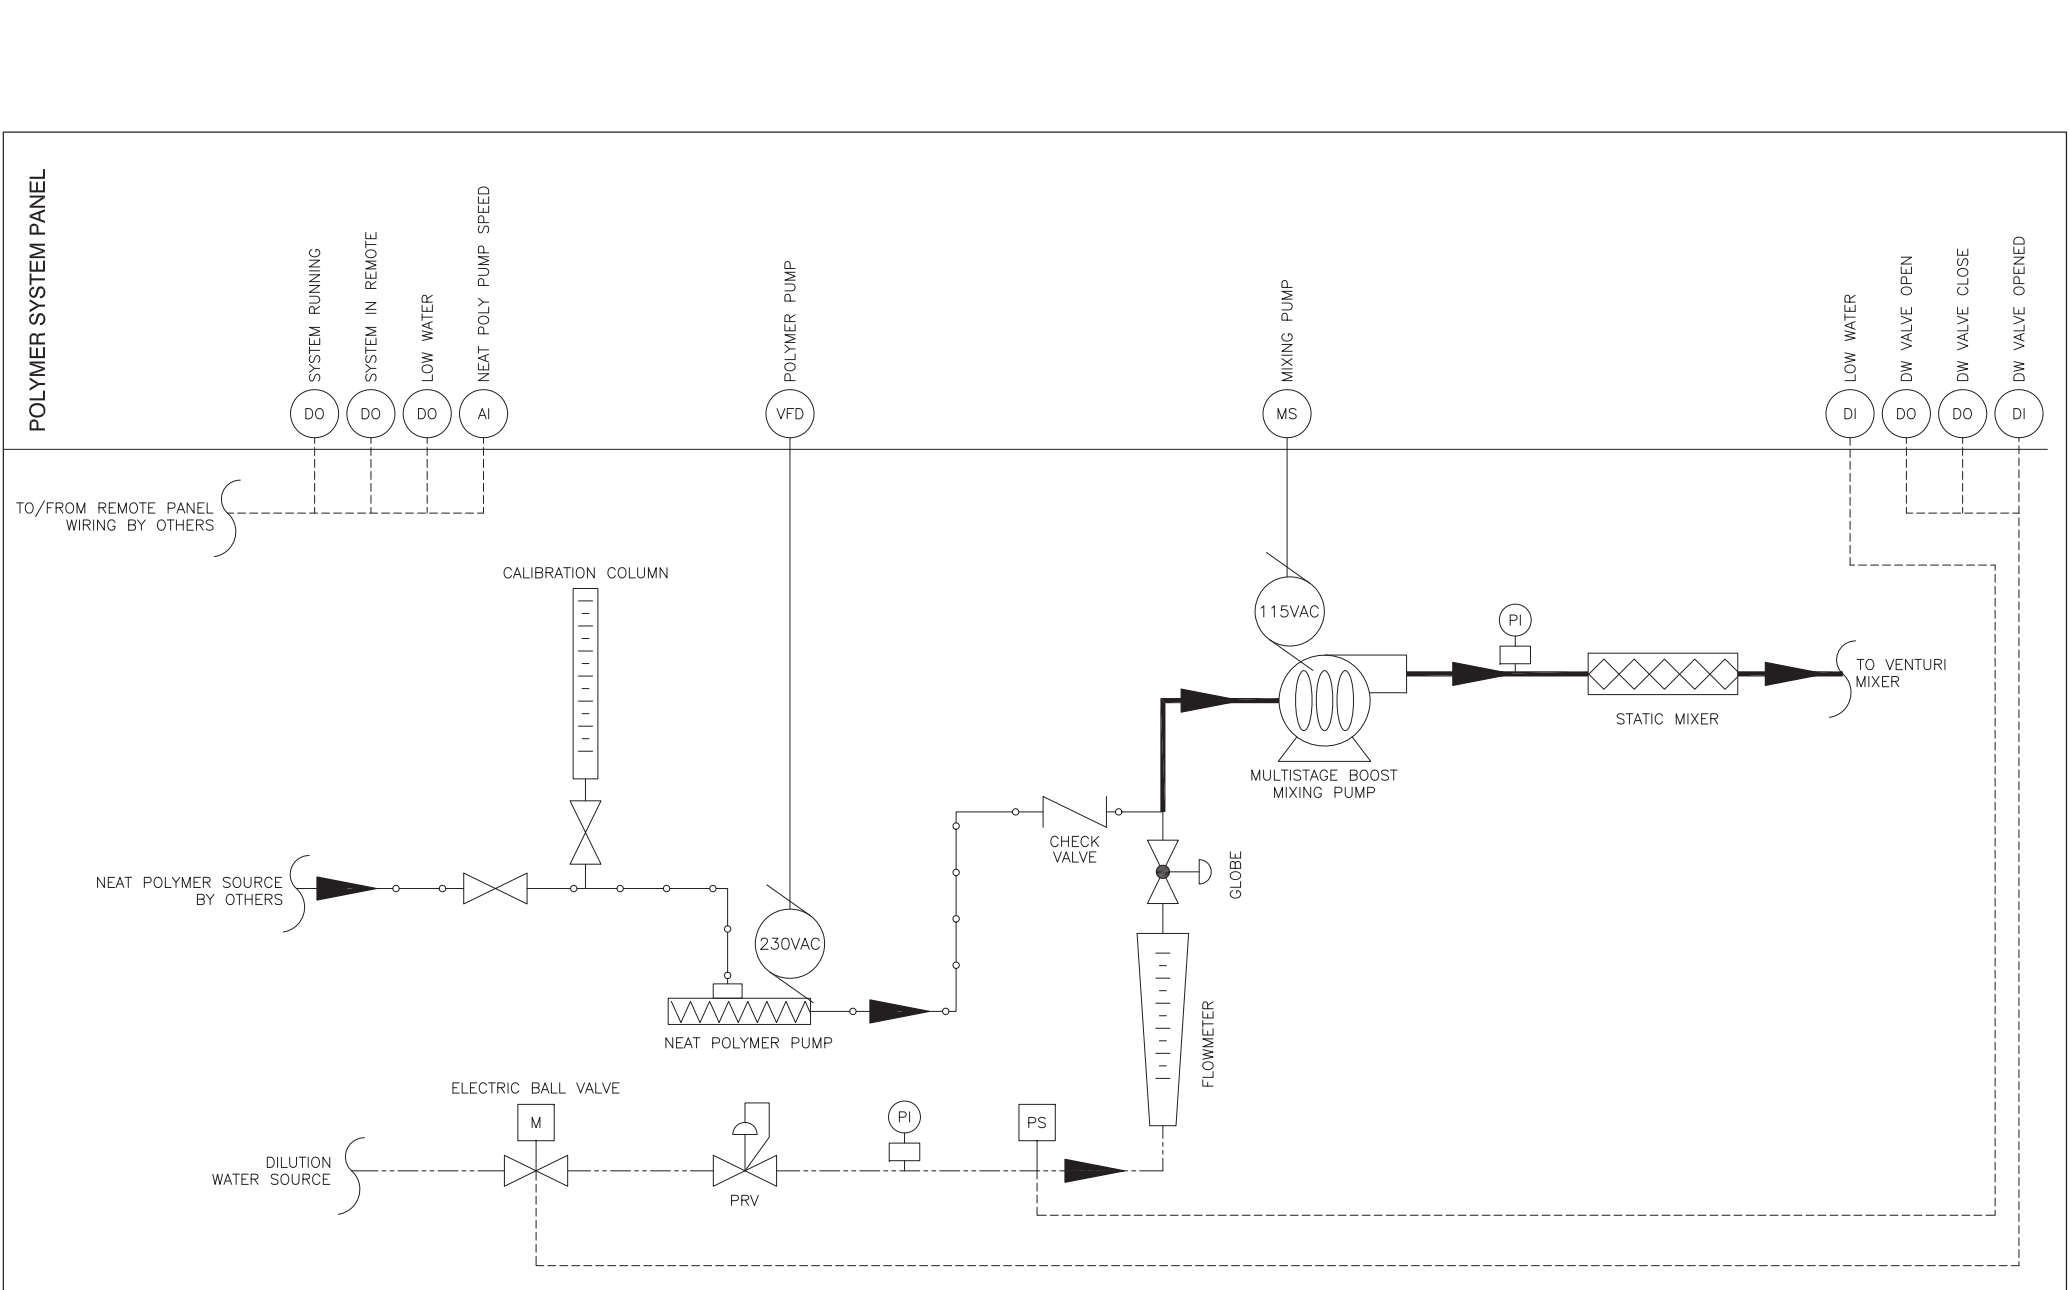 POLYMER SYSTEM PANEL
SYSTEM RUNNING
SYSTEM IN REMOTE
LOW WATER
NEAT POLY PUMP SPEED
POLYMER PUMP
MIXING PUMP
LOW WATER
DW VALVE OPEN
DW VALVE CLOSE
DW VALVE OPENED
DO
DO
DO
AI
VFD
MS
DI
DO
DO
DI
TO/FROM REMOTE PANEL
WIRING BY OTHERS
CALIBRATION COLUMN
115VAC
PI
TO VENTURI
MIXER
STATIC MIXER
MULTISTAGE BOOST
MIXING PUMP
CHECK
VALVE
GLOBE
NEAT POLYMER SOURCE
BY OTHERS
230VAC
NEAT POLYMER PUMP
FLOWMETER
ELECTRIC BALL VALVE
M
PI
PS
DILUTION
WATER SOURCE
PRV